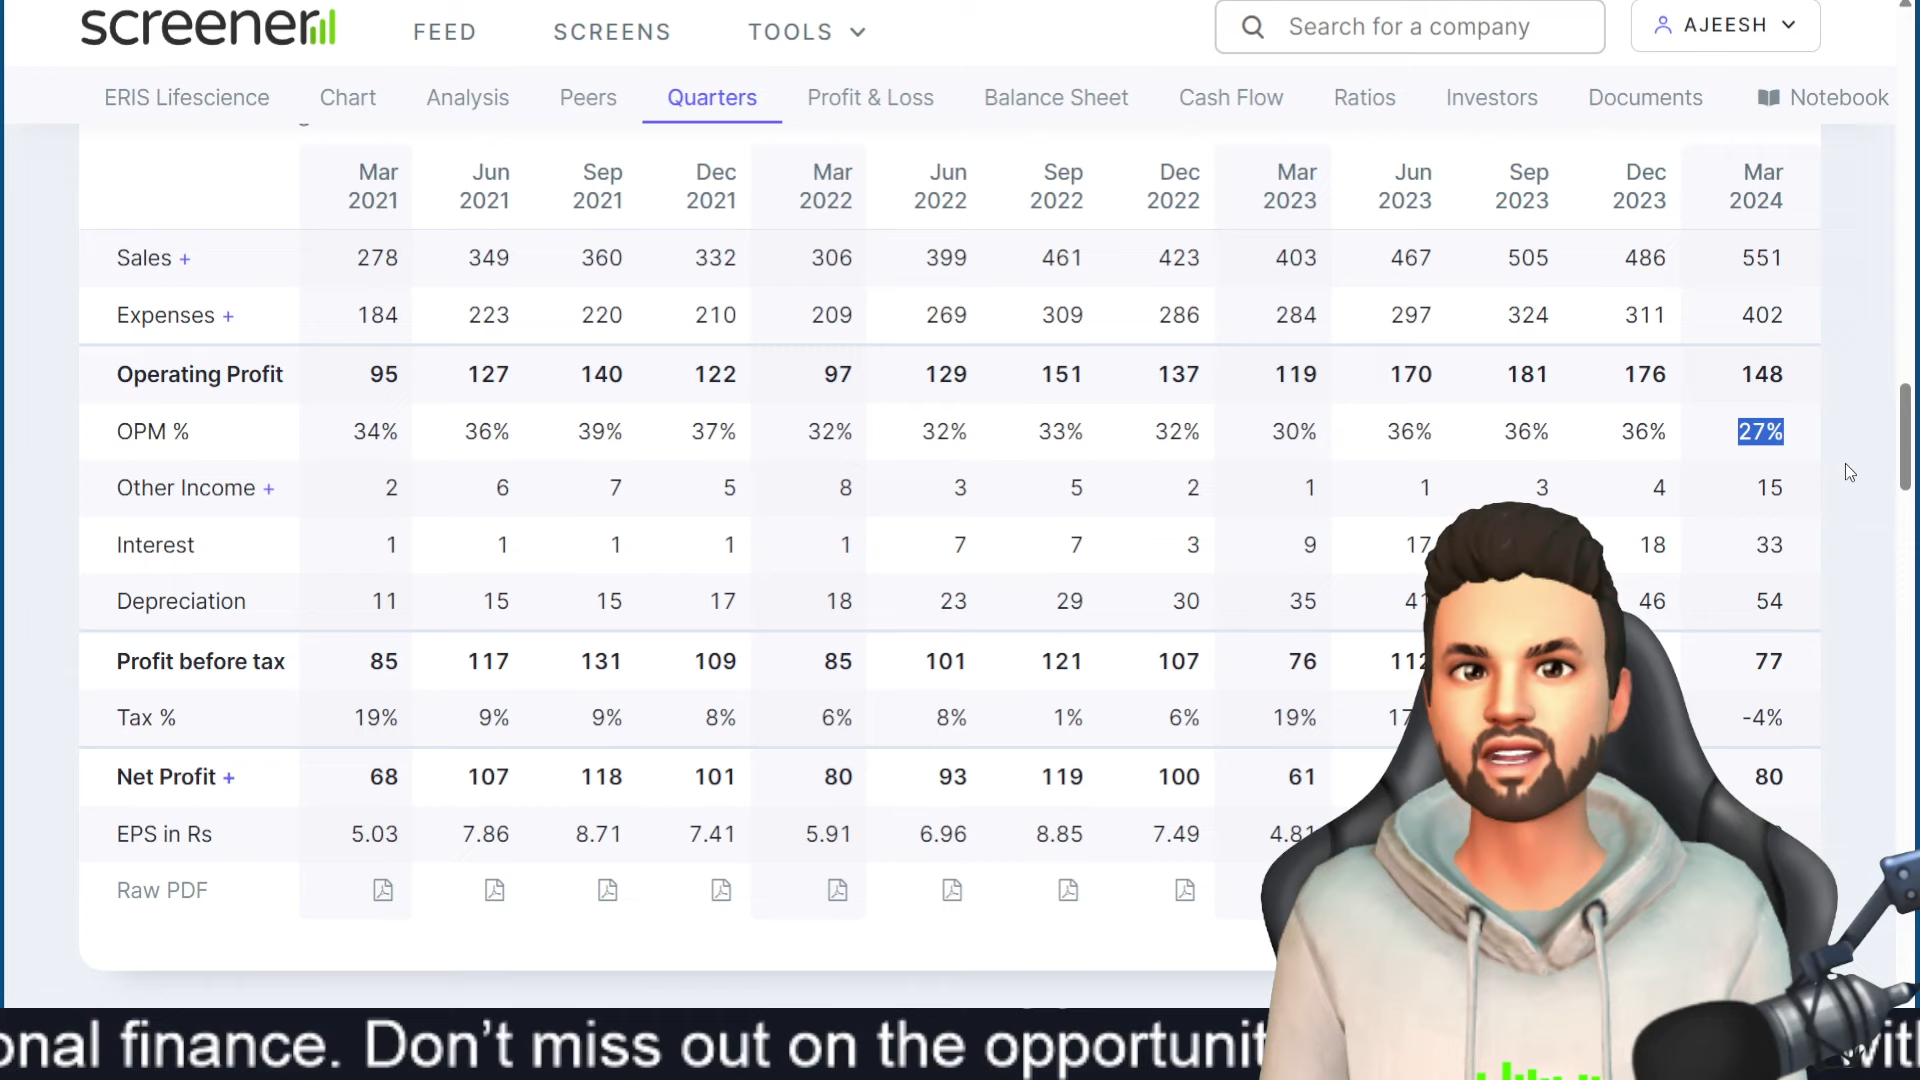 screener
FEED SCREENS TOOLS
Search for a company
AJEESH
ERIS Lifescience Chart Analysis Peers Quarters Profit & Loss Balance Sheet Cash Flow Ratios Investors Documents Notebook
Mar 2021 Jun 2021 Sep 2021 Dec 2021 Mar 2022 Jun 2022 Sep 2022 Dec 2022 Mar 2023 Jun 2023 Sep 2023 Dec 2023 Mar 2024
Sales + 278 349 360 332 306 399 461 423 403 467 505 486 551
Expenses + 184 223 220 210 209 269 309 286 284 297 324 311 402
Operating Profit 95 127 140 122 97 129 151 137 119 170 181 176 148
OPM % 34% 36% 39% 37% 32% 32% 33% 32% 30% 36% 36% 36% 27%
Other Income + 2 6 7 5 8 3 5 2 1 1 3 4 15
Interest 1 1 1 1 1 7 7 3 9 17 18 33
Depreciation 11 15 15 17 18 23 29 30 35 41 46 54
Profit before tax 85 117 131 109 85 101 121 107 76 112 77
Tax % 19% 9% 9% 8% 6% 8% 1% 6% 19% 17 -4%
Net Profit + 68 107 118 101 80 93 119 100 61 80
EPS in Rs 5.03 7.86 8.71 7.41 5.91 6.96 8.85 7.49 4.81
Raw PDF
onal finance. Don't miss out on the opportunit